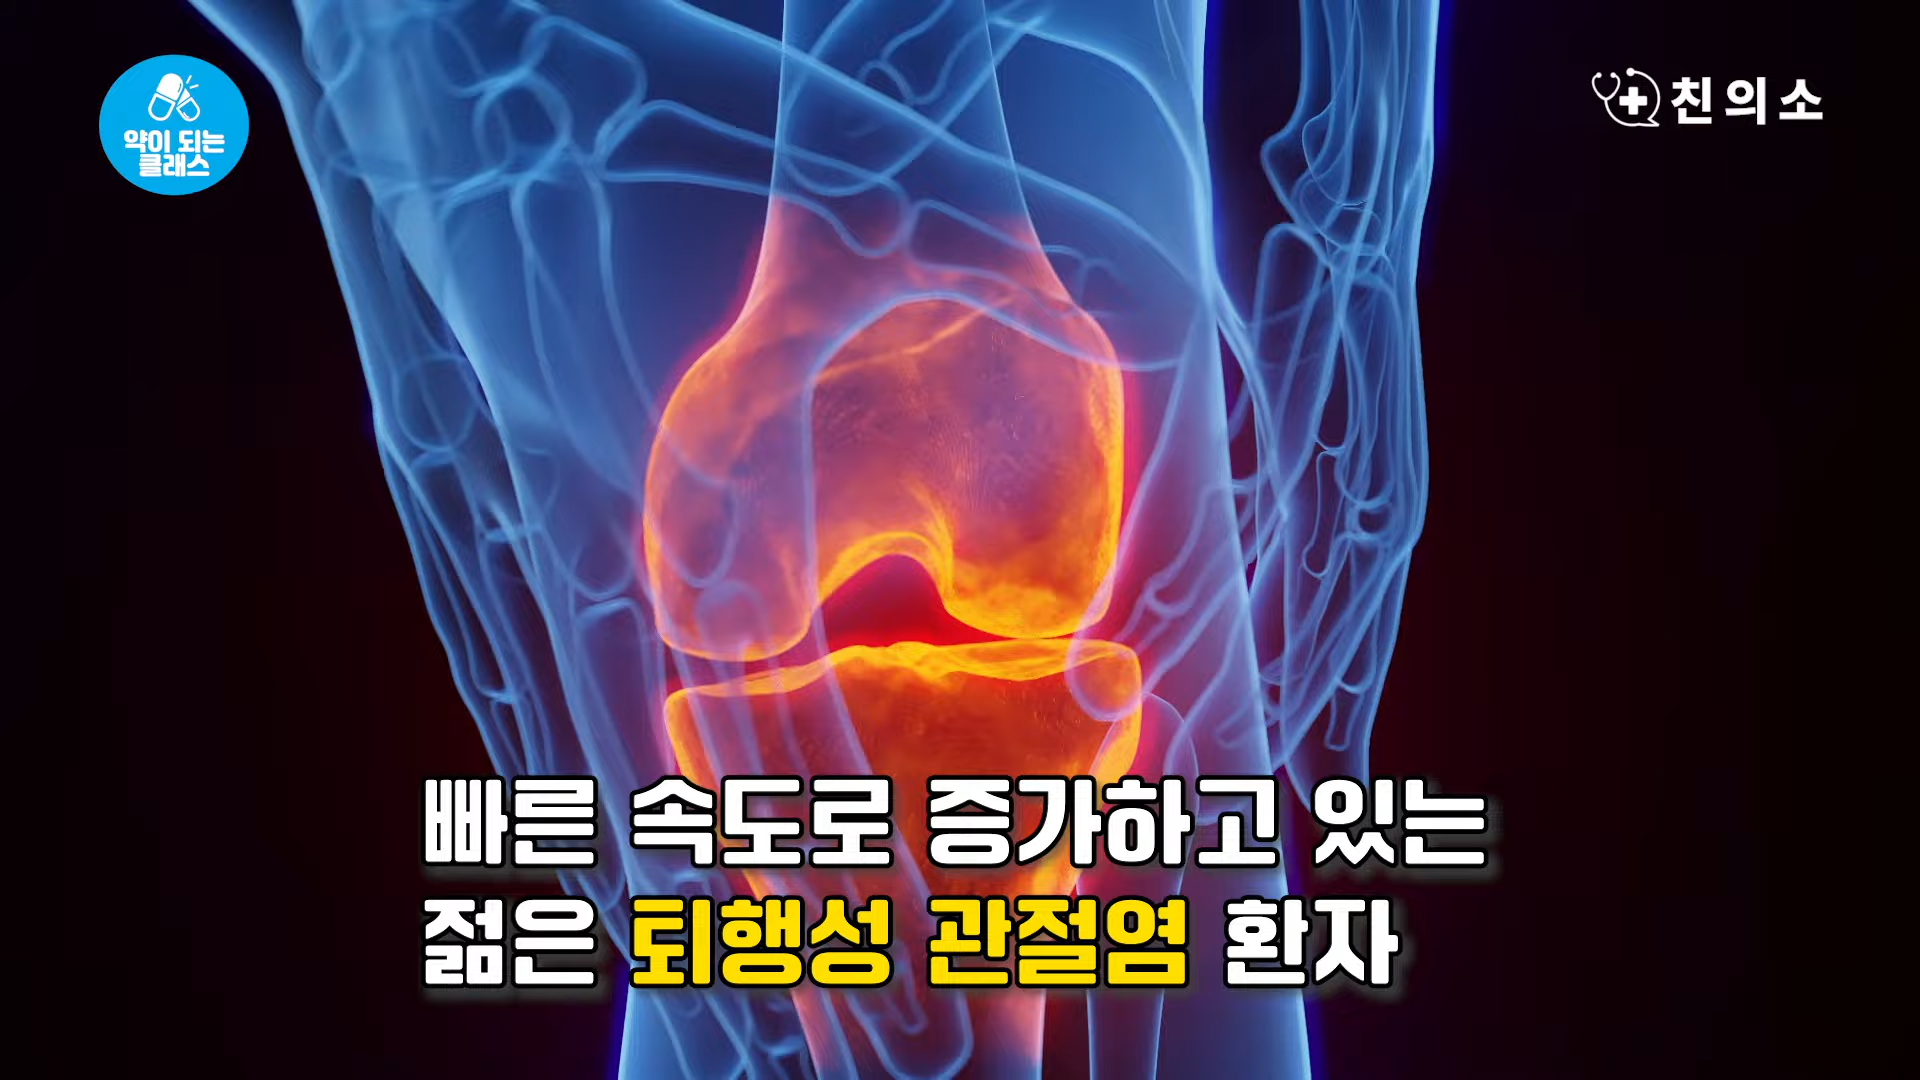 약이 되는
클래스
친의소
빠른 속도로 증가하고 있는
젊은 퇴행성 관절염 환자